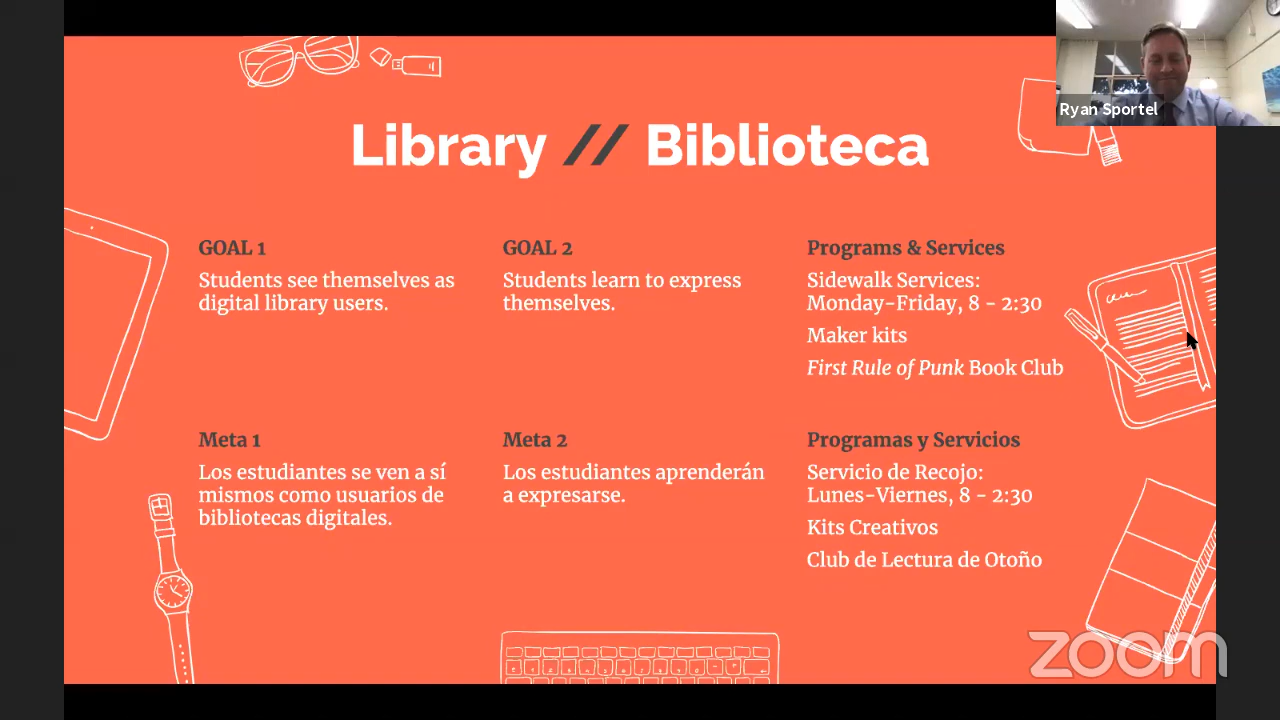 Ryan Sportel
Library // Biblioteca
GOAL 1
Students see themselves as
digital library users.
GOAL 2
Students learn to express
themselves.
Programs & Services
Sidewalk Services:
Monday-Friday, 8 - 2:30
Maker kits
First Rule of Punk Book Club
Meta 1
Los estudiantes se ven a sí
mismos como usuarios de
bibliotecas digitales.
Meta 2
Los estudiantes aprenderán
a expresarse.
Programas y Servicios
Servicio de Recojo:
Lunes-Viernes, 8 - 2:30
Kits Creativos
Club de Lectura de Otoño
zoom